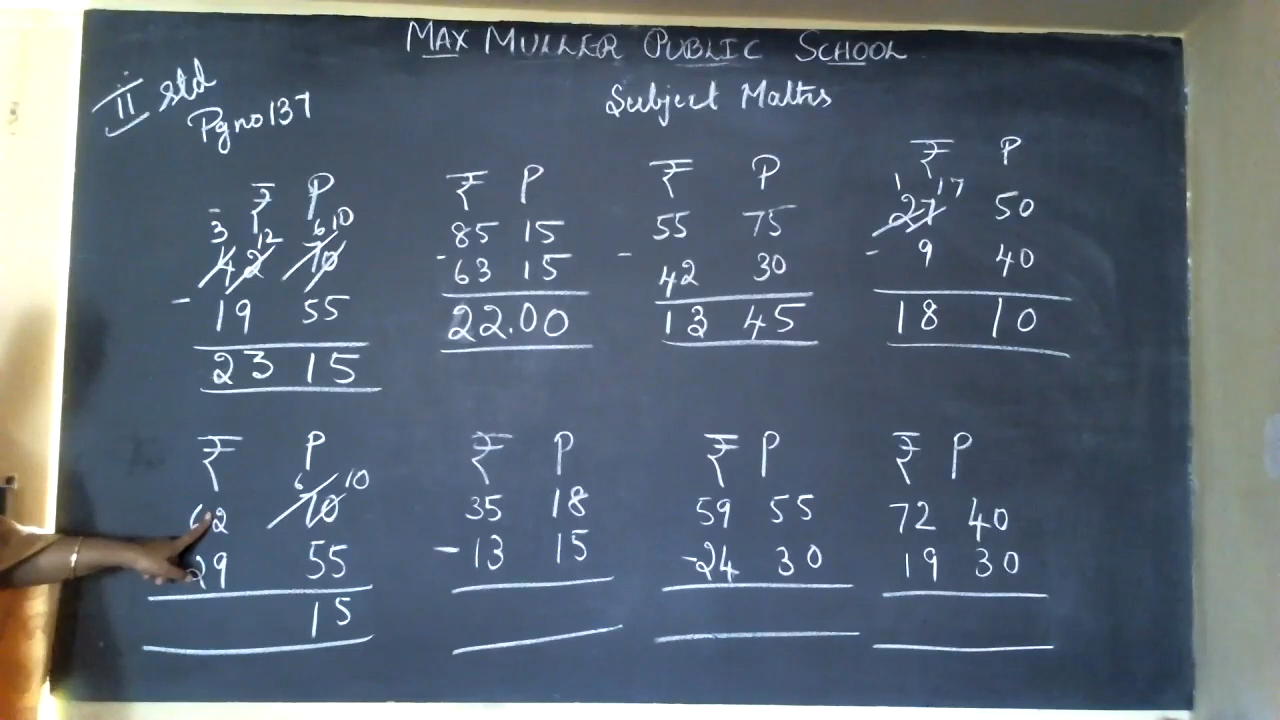 MAX MULLER PUBLIC SCHOOL
II std
Subject Maths
Pg no 137
₹ P
3 12 6 10
42 70
- 19 55
23 15
₹ P
85 15
- 63 15
22.00
₹ P
55 75
- 42 30
13 45
₹ P
1 17
27 50
- 9 40
18 10
₹ P
6 10
62 70
29 55
15
₹ P
35 18
- 13 15
₹ P
59 55
- 24 30
₹ P
72 40
19 30